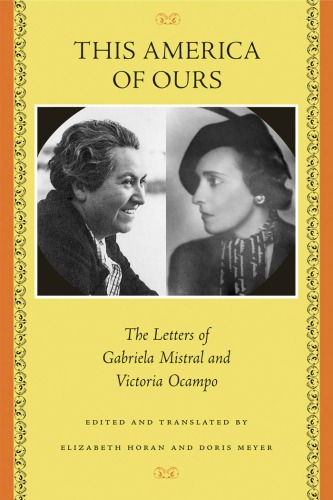 THIS AMERICA
OF OURS
The Letters of
Gabriela Mistral and
Victoria Ocampo
EDITED AND TRANSLATED BY
ELIZABETH HORAN AND DORIS MEYER